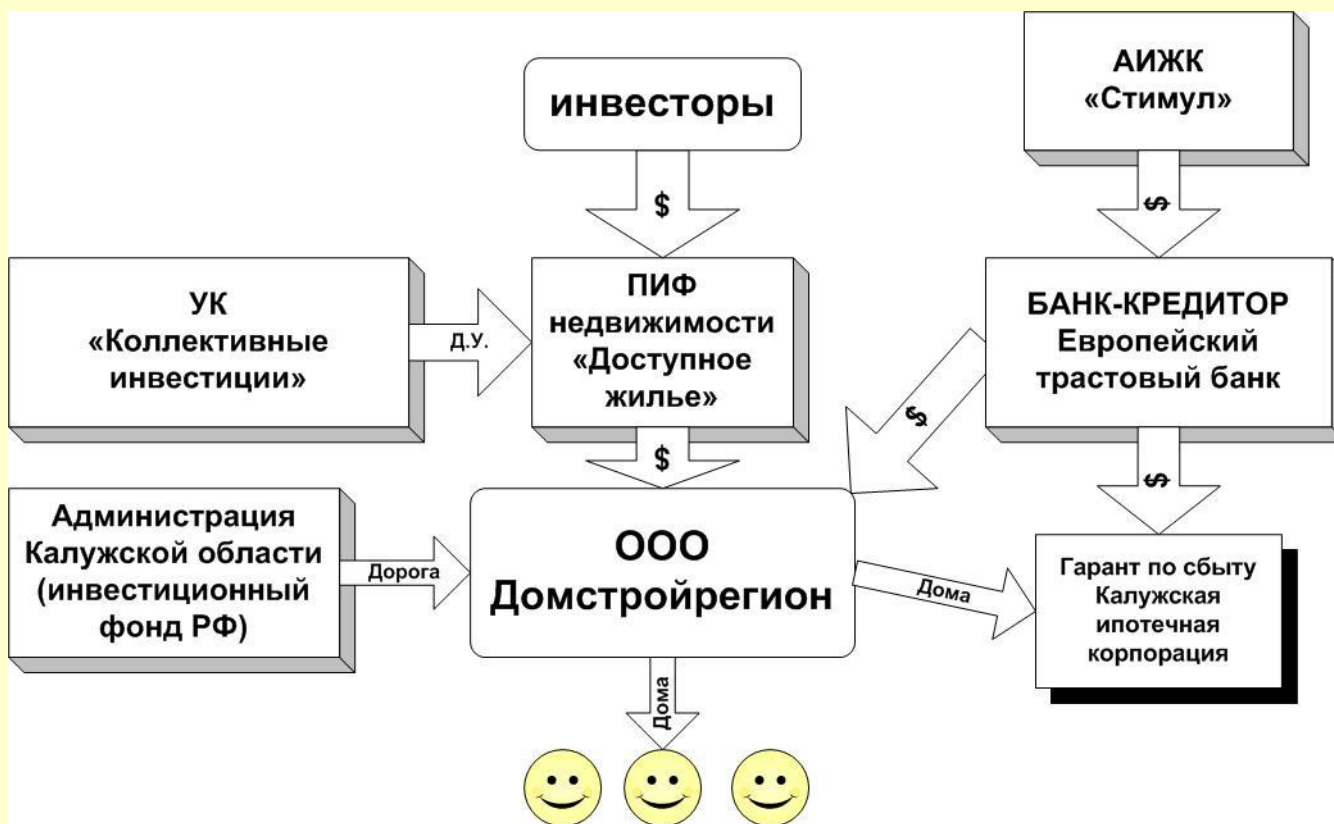 инвесторы
АИЖК
«Стимул»
$
$
УК
«Коллективные
инвестиции»
Д.У.
ПИФ
недвижимости
«Доступное
жилье»
БАНК-КРЕДИТОР
Европейский
трастовый банк
$
$
$
Администрация
Калужской области
(инвестиционный
фонд РФ)
Дорога
ООО
Домстройрегион
Дома
Гарант по сбыту
Калужская
ипотечная
корпорация
Дома